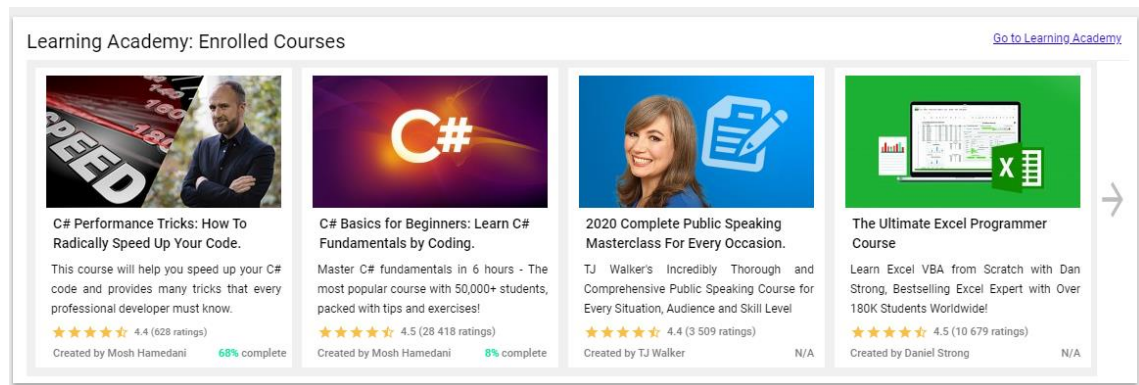 Learning Academy: Enrolled Courses
Go to Learning Academy
160
160
180
SPEED
C# Performance Tricks: How To
Radically Speed Up Your Code.
This course will help you speed up your C#
code and provides many tricks that every
professional developer must know.
4.4 (628 ratings)
Created by Mosh Hamedani 68% complete
C#
C# Basics for Beginners: Learn C#
Fundamentals by Coding.
Master C# fundamentals in 6 hours - The
most popular course with 50,000+ students,
packed with tips and exercises!
4.5 (28 418 ratings)
Created by Mosh Hamedani 8% complete
2020 Complete Public Speaking
Masterclass For Every Occasion.
TJ Walker's Incredibly Thorough and
Comprehensive Public Speaking Course for
Every Situation, Audience and Skill Level
4.4 (3 509 ratings)
Created by TJ Walker N/A
X
The Ultimate Excel Programmer
Course
Learn Excel VBA from Scratch with Dan
Strong, Bestselling Excel Expert with Over
180K Students Worldwide!
4.5 (10 679 ratings)
Created by Daniel Strong N/A